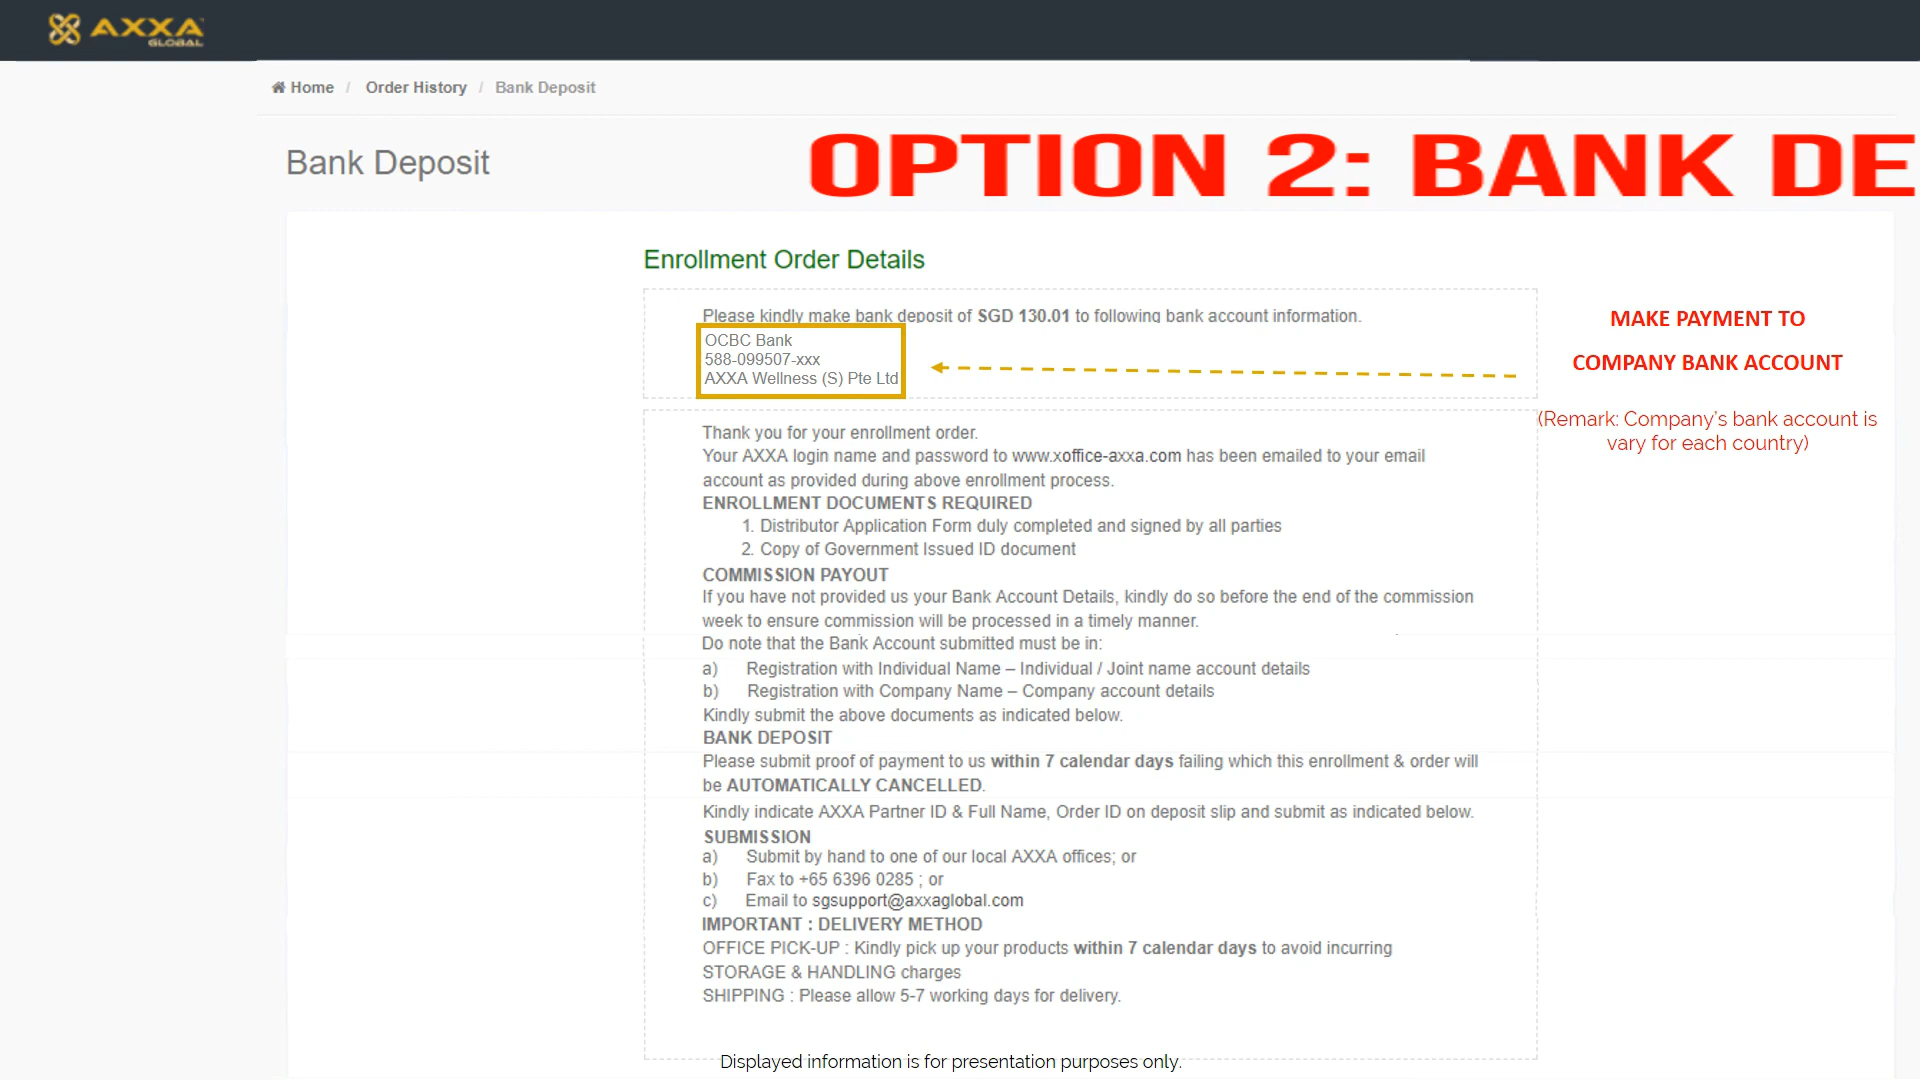 AXXA
GLOBAL
Home / Order History / Bank Deposit
Bank Deposit
OPTION 2: BANK DE
Enrollment Order Details
Please kindly make bank deposit of SGD 130.01 to following bank account information.
OCBC Bank
588-099507-xxx
AXXA Wellness (S) Pte Ltd
MAKE PAYMENT TO
COMPANY BANK ACCOUNT
(Remark: Company's bank account is
vary for each country)
Thank you for your enrollment order.
Your AXXA login name and password to www.xoffice-axxa.com has been emailed to your email
account as provided during above enrollment process.
ENROLLMENT DOCUMENTS REQUIRED
1. Distributor Application Form duly completed and signed by all parties
2. Copy of Government Issued ID document
COMMISSION PAYOUT
If you have not provided us your Bank Account Details, kindly do so before the end of the commission
week to ensure commission will be processed in a timely manner.
Do note that the Bank Account submitted must be in:
a) Registration with Individual Name – Individual / Joint name account details
b) Registration with Company Name – Company account details
Kindly submit the above documents as indicated below.
BANK DEPOSIT
Please submit proof of payment to us within 7 calendar days failing which this enrollment & order will
be AUTOMATICALLY CANCELLED.
Kindly indicate AXXA Partner ID & Full Name, Order ID on deposit slip and submit as indicated below.
SUBMISSION
a) Submit by hand to one of our local AXXA offices; or
b) Fax to +65 6396 0285 ; or
c) Email to sgsupport@axxaglobal.com
IMPORTANT : DELIVERY METHOD
OFFICE PICK-UP : Kindly pick up your products within 7 calendar days to avoid incurring
STORAGE & HANDLING charges
SHIPPING : Please allow 5-7 working days for delivery.
Displayed information is for presentation purposes only.